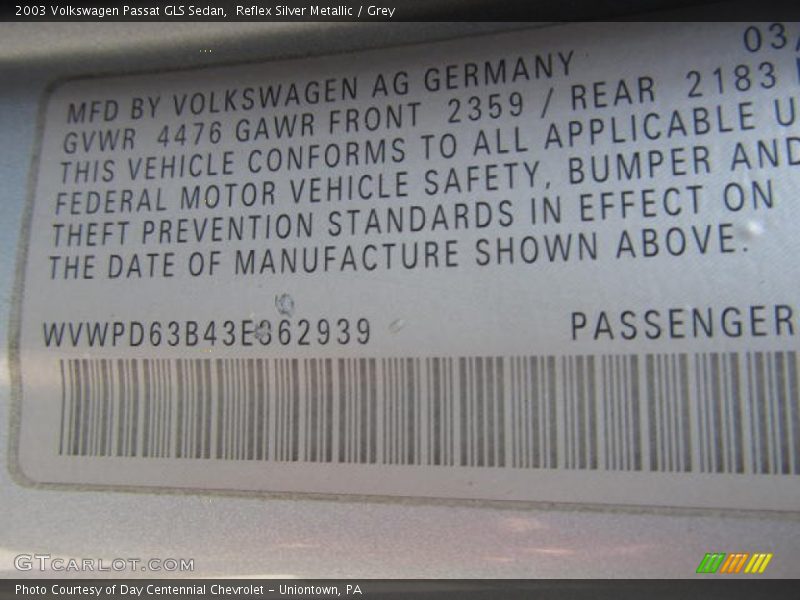 2003 Volkswagen Passat GLS Sedan, Reflex Silver Metallic / Grey
03/
MFD BY VOLKSWAGEN AG GERMANY
GVWR 4476 GAWR FRONT 2359 / REAR 2183
THIS VEHICLE CONFORMS TO ALL APPLICABLE U
FEDERAL MOTOR VEHICLE SAFETY, BUMPER AND
THEFT PREVENTION STANDARDS IN EFFECT ON
THE DATE OF MANUFACTURE SHOWN ABOVE.
WVWPD63B43E362939 PASSENGER
GTCARLOT.COM
Photo Courtesy of Day Centennial Chevrolet - Uniontown, PA